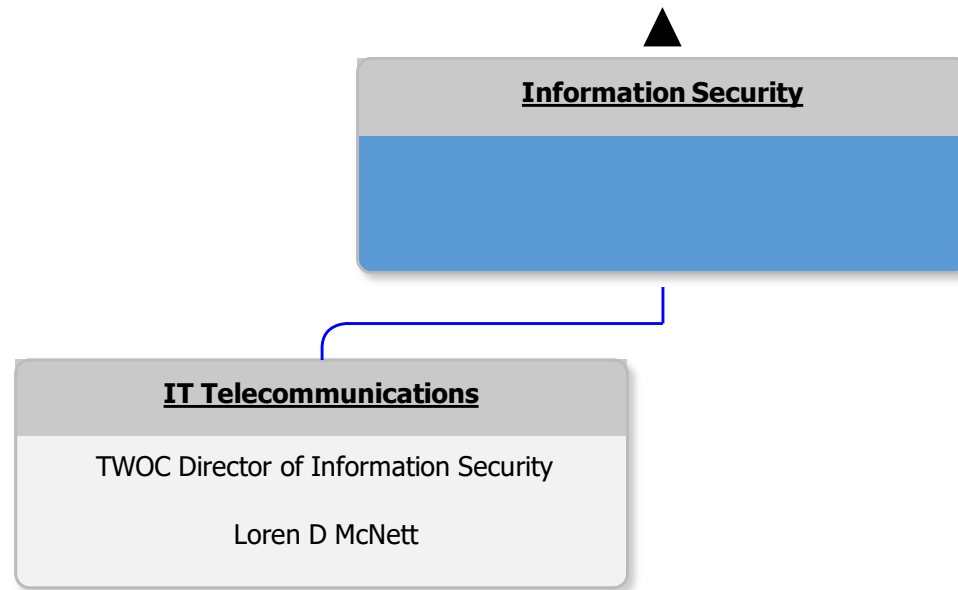 Information Security
IT Telecommunications
TWOC Director of Information Security
Loren D McNett